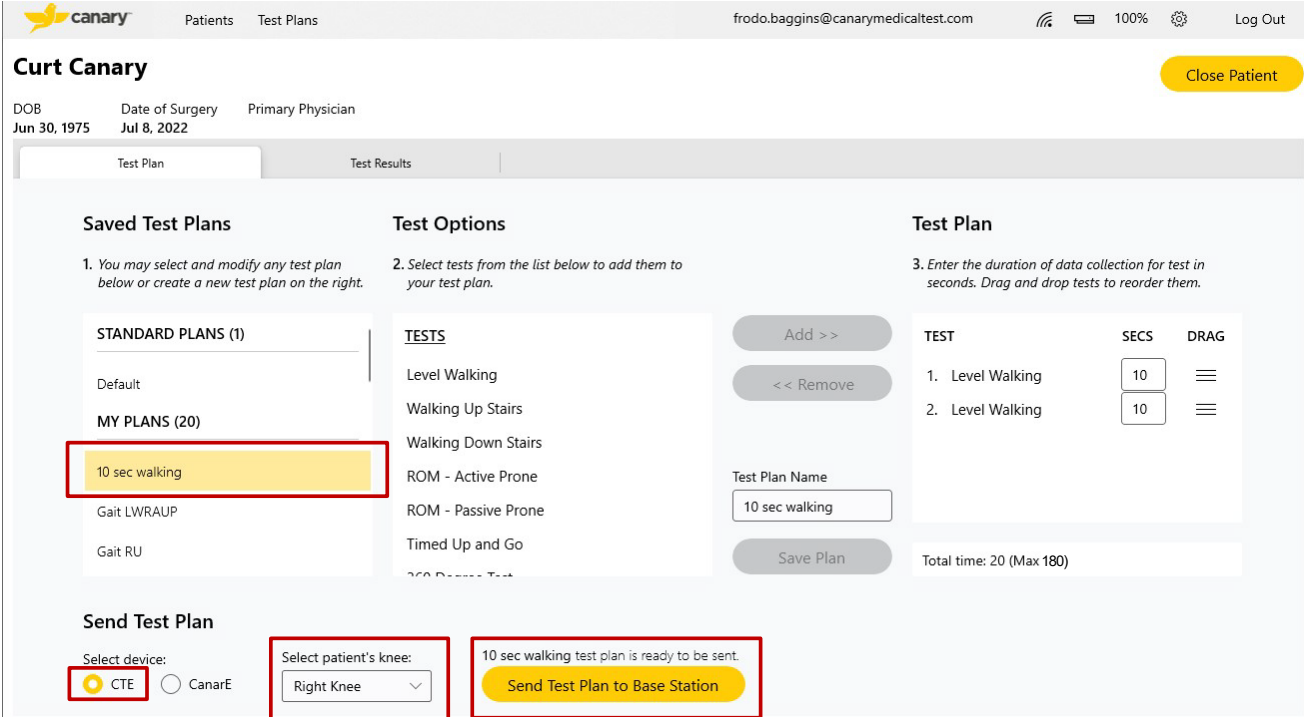 canary
Patients Test Plans
frodo.baggins@canarymedicaltest.com
100%
Log Out
Curt Canary
Close Patient
DOB Date of Surgery Primary Physician
Jun 30, 1975 Jul 8, 2022
Test Plan Test Results
Saved Test Plans
1. You may select and modify any test plan
below or create a new test plan on the right.
STANDARD PLANS (1)
Default
MY PLANS (20)
10 sec walking
Gait LWRAUP
Gait RU
Test Options
2. Select tests from the list below to add them to
your test plan.
TESTS
Level Walking
Walking Up Stairs
Walking Down Stairs
ROM - Active Prone
ROM - Passive Prone
Timed Up and Go
Add >>
<< Remove
Test Plan Name
10 sec walking
Save Plan
Test Plan
3. Enter the duration of data collection for test in
seconds. Drag and drop tests to reorder them.
TEST SECS DRAG
1. Level Walking 10
2. Level Walking 10
Total time: 20 (Max 180)
Send Test Plan
Select device:
CTE CanarE
Select patient's knee:
Right Knee
10 sec walking test plan is ready to be sent.
Send Test Plan to Base Station